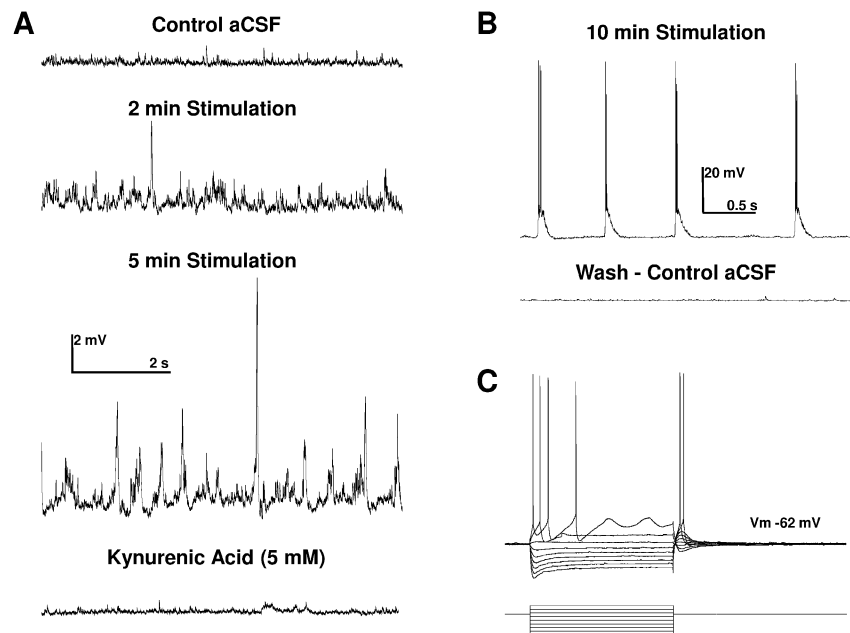 A
Control aCSF
2 min Stimulation
5 min Stimulation
2 mV
2 s
Kynurenic Acid (5 mM)
B
10 min Stimulation
20 mV
0.5 s
Wash - Control aCSF
C
Vm -62 mV